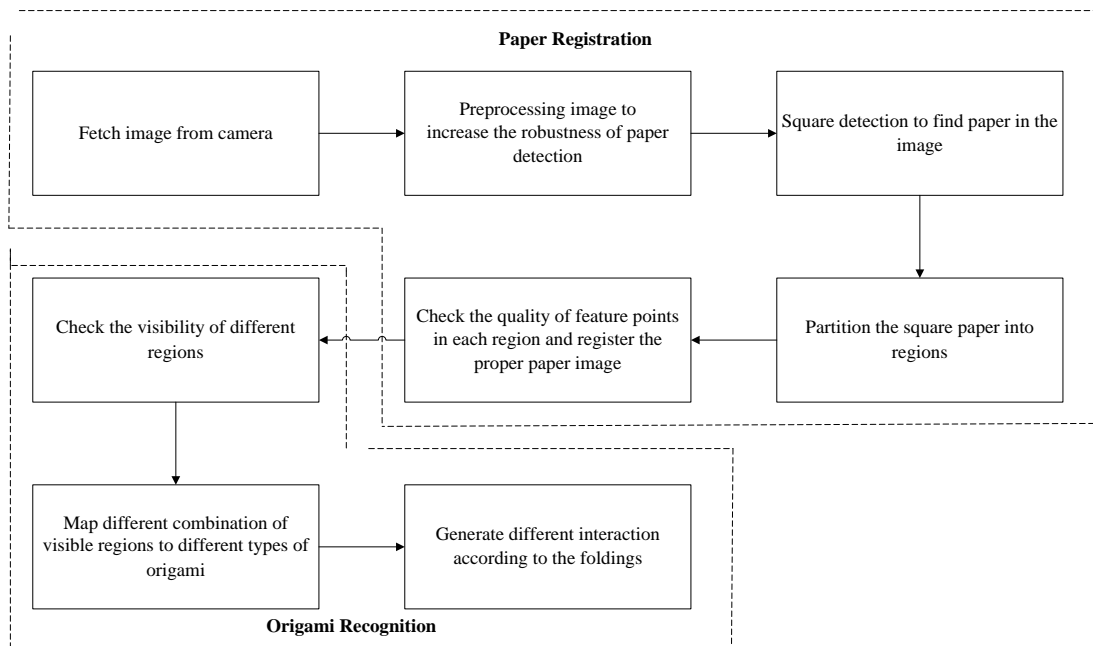 Paper Registration
Fetch image from camera
Preprocessing image to
increase the robustness of paper
detection
Square detection to find paper in the
image
Check the visibility of different
regions
Check the quality of feature points
in each region and register the
proper paper image
Partition the square paper into
regions
Map different combination of
visible regions to different types of
origami
Generate different interaction
according to the foldings
Origami Recognition